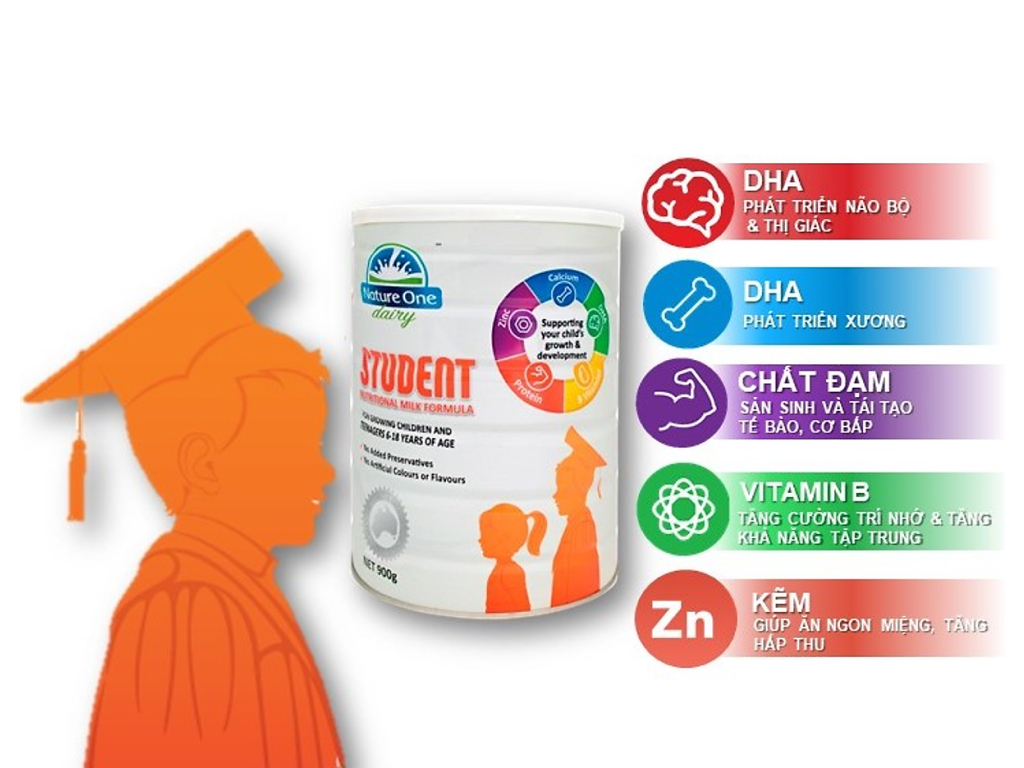 Nature One
dairy
STUDENT
NUTRITIONAL MILK FORMULA
FOR GROWING CHILDREN AND
TEENAGERS 6-18 YEARS OF AGE
No Added Preservatives
No Artificial Colours or Flavours
NET 900g
Calcium
Zinc
Protein
Supporting
your child's
growth &
development
DHA
PHÁT TRIỂN NÃO BỘ
& THỊ GIÁC
DHA
PHÁT TRIỂN XƯƠNG
CHẤT ĐẠM
SẢN SINH VÀ TÁI TẠO
TẾ BÀO, CƠ BẮP
VITAMIN B
TĂNG CƯỜNG TRÍ NHỚ & TĂNG
KHẢ NĂNG TẬP TRUNG
Zn
KẼM
GIÚP ĂN NGON MIỆNG, TĂNG
HẤP THU